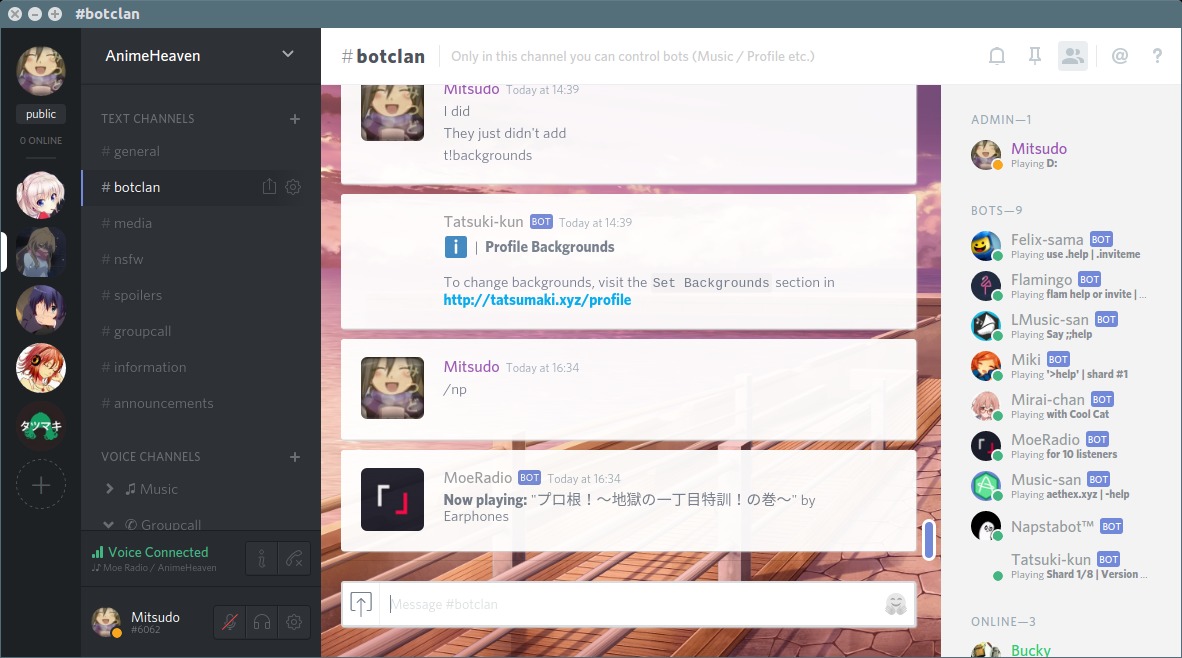 #botclan
AnimeHeaven
public
0 ONLINE
タツマキ
TEXT CHANNELS
# general
# botclan
# media
# nsfw
# spoilers
# groupcall
# information
# announcements
VOICE CHANNELS
Music
Groupcall
Voice Connected
Moe Radio / AnimeHeaven
Mitsudo
#6062
# botclan
Only in this channel you can control bots (Music / Profile etc.)
@
?
Mitsudo Today at 14:39
I did
They just didn't add
t!backgrounds
Tatsuki-kun BOT Today at 14:39
i | Profile Backgrounds
To change backgrounds, visit the Set Backgrounds section in
http://tatsumaki.xyz/profile
Mitsudo Today at 16:34
/np
MoeRadio BOT Today at 16:34
Now playing: "プロ根！～地獄の一丁目特訓！の巻～" by
Earphones
Message #botclan
ADMIN—1
Mitsudo
Playing D:
BOTS—9
Felix-sama BOT
Playing use .help | .inviteme
Flamingo BOT
Playing flam help or invite | ...
LMusic-san BOT
Playing Say ;;help
Miki BOT
Playing '>help' | shard #1
Mirai-chan BOT
Playing with Cool Cat
MoeRadio BOT
Playing for 10 listeners
Music-san BOT
Playing aethex.xyz | -help
Napstabot™ BOT
Tatsuki-kun BOT
Playing Shard 1/8 | Version ...
ONLINE—3
Bucky